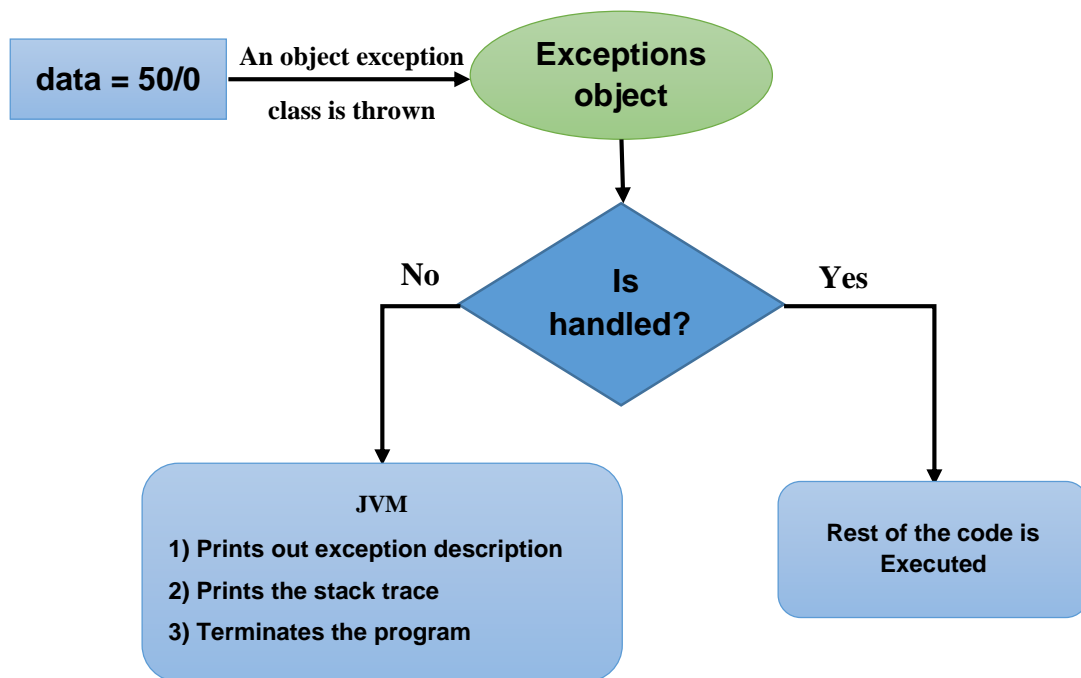 data = 50/0
An object exception
class is thrown
Exceptions
object
Is
handled?
No
Yes
JVM
1) Prints out exception description
2) Prints the stack trace
3) Terminates the program
Rest of the code is
Executed